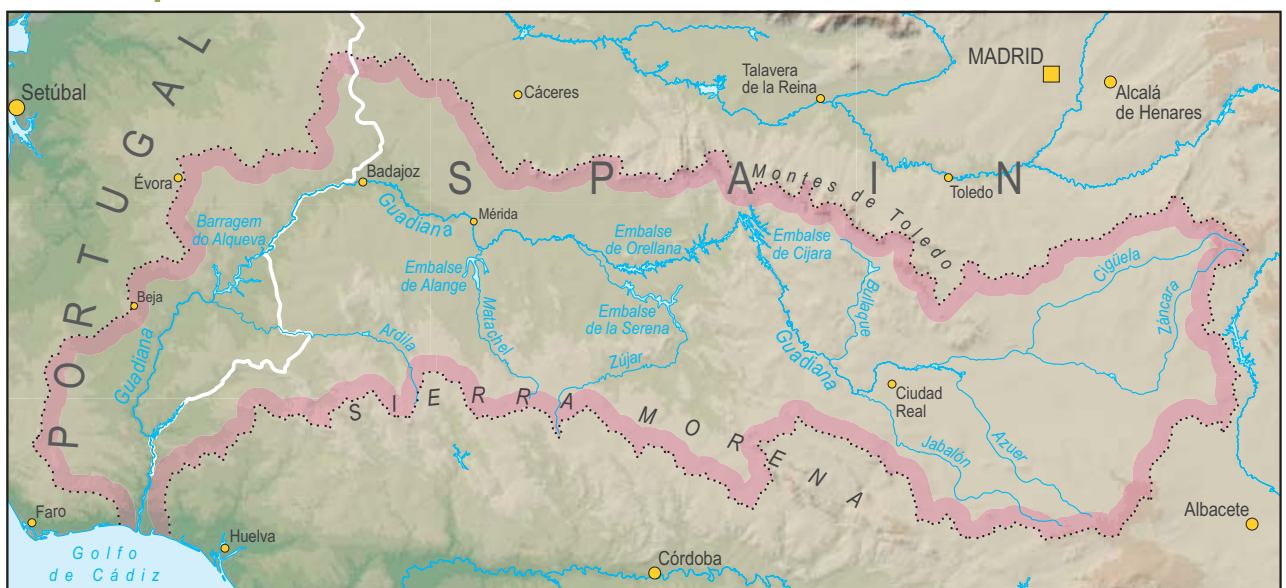 MADRID
Setúbal
Talavera
de la Reina
Cáceres
Alcalá
de Henares
PORTUGAL
SPAIN
Évora
Badajoz
Montes de Toledo
Toledo
Guadiana
Mérida
Barragem
do Alqueva
Embalse
de Orellana
Embalse
de Cijara
Cigüela
Embalse
de Alange
Bullaque
Záncara
Beja
Matachel
Embalse
de la Serena
Ardila
Guadiana
Zújar
Guadiana
Ciudad
Real
SIERRA MORENA
Jabalón
Azuer
Faro
Huelva
Albacete
Golfo
de Cádiz
Córdoba